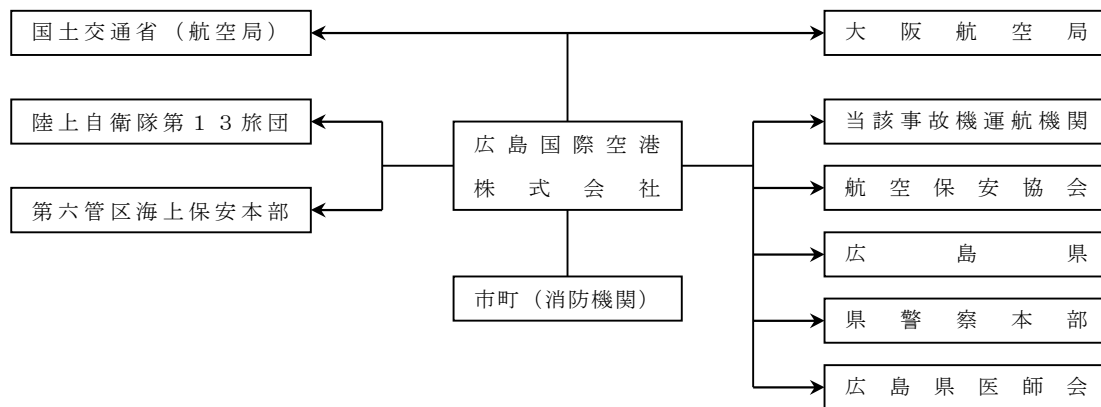 国土交通省（航空局）
大阪航空局
陸上自衛隊第１３旅団
当該事故機運航機関
広島国際空港
株式会社
航空保安協会
第六管区海上保安本部
広島県
市町（消防機関）
県警察本部
広島県医師会